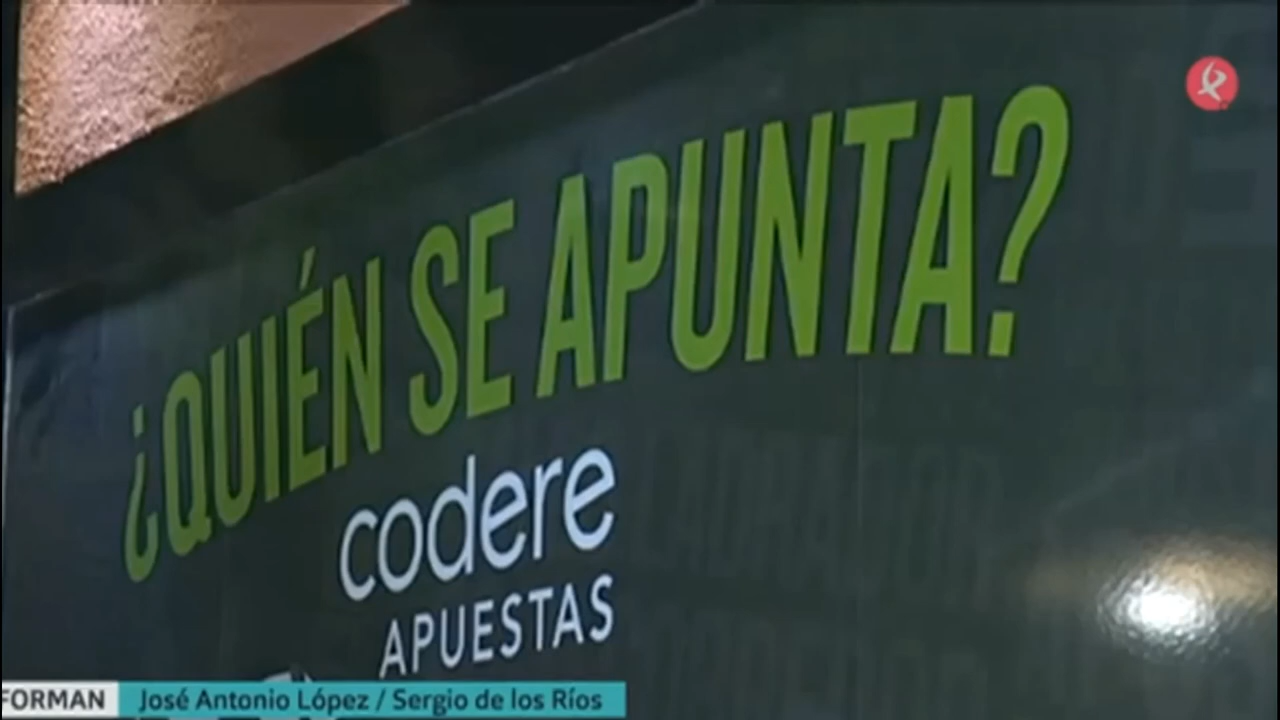 ¿QUIÉN SE APUNTA?
codere
APUESTAS
FORMAN José Antonio López / Sergio de los Ríos